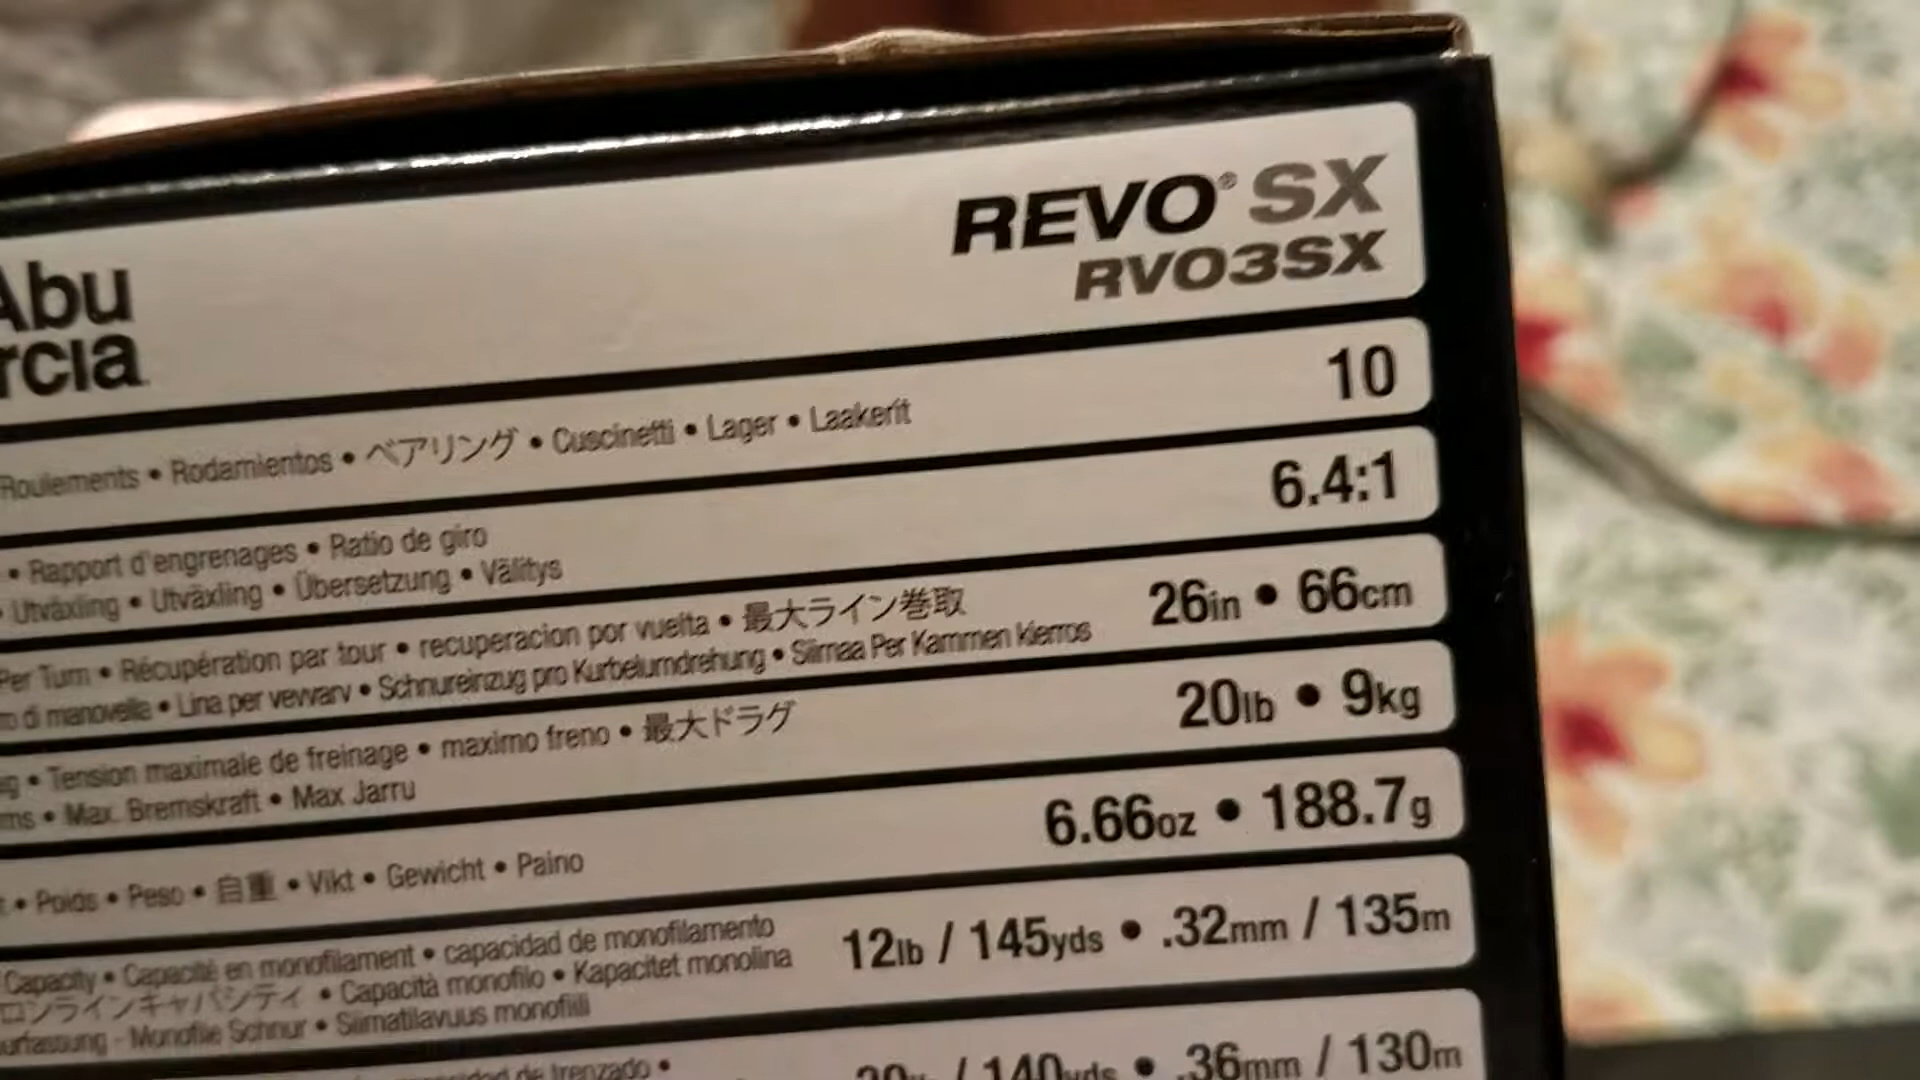 REVO® SX
RVO3SX
Abu
rcia
Roulements • Rodamientos • ベアリング • Cuscinetti • Lager • Laakerit
10
• Rapport d'engrenages • Ratio de giro
• Utväxling • Utväxling • Übersetzung • Välitys
6.4:1
Per Turn • Récupération par tour • recuperacion por vuelta • 最大ライン巻取
di manovella • Lina per vevvarv • Schnureinzug pro Kurbelumdrehung • Siimaa Per Kammen Kierros
26in • 66cm
• Tension maximale de freinage • maximo freno • 最大ドラグ
• Max. Bremskraft • Max Jarru
20lb • 9kg
• Poids • Peso • 自重 • Vikt • Gewicht • Paino
6.66oz • 188.7g
Capacity • Capacité en monofilament • capacidad de monofilamento
ロンラインキャパシティ • Capacità monofilo • Kapacitet monolina
urfassung - Monofile Schnur • Siimatilavuus monofiili
12lb / 145yds • .32mm / 135m
de trenzado •
/ 140yds • .36mm / 130m